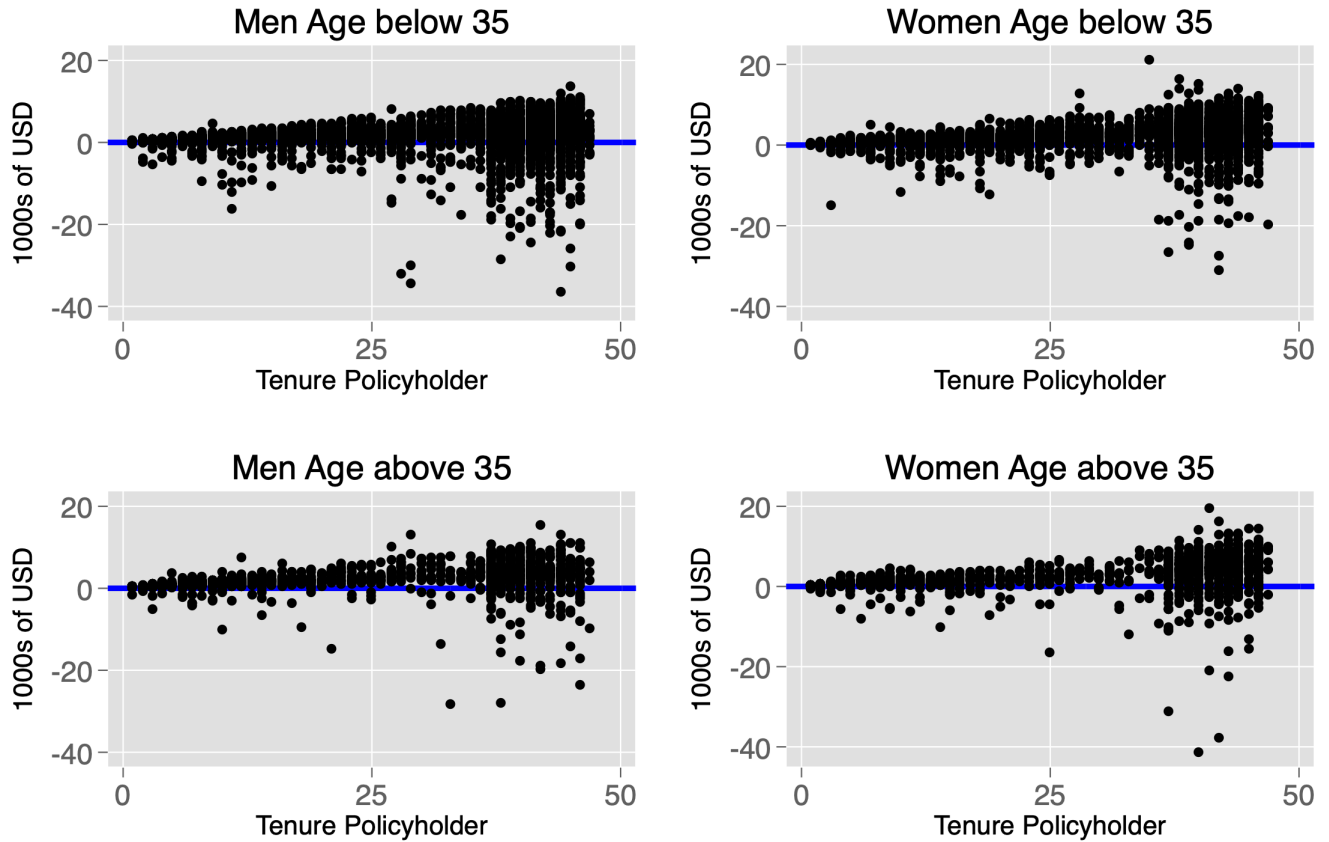 Men Age below 35
20
0
-20
-40
1000s of USD
0 25 50
Tenure Policyholder
Women Age below 35
20
0
-20
-40
1000s of USD
0 25 50
Tenure Policyholder
Men Age above 35
20
0
-20
-40
1000s of USD
0 25 50
Tenure Policyholder
Women Age above 35
20
0
-20
-40
1000s of USD
0 25 50
Tenure Policyholder